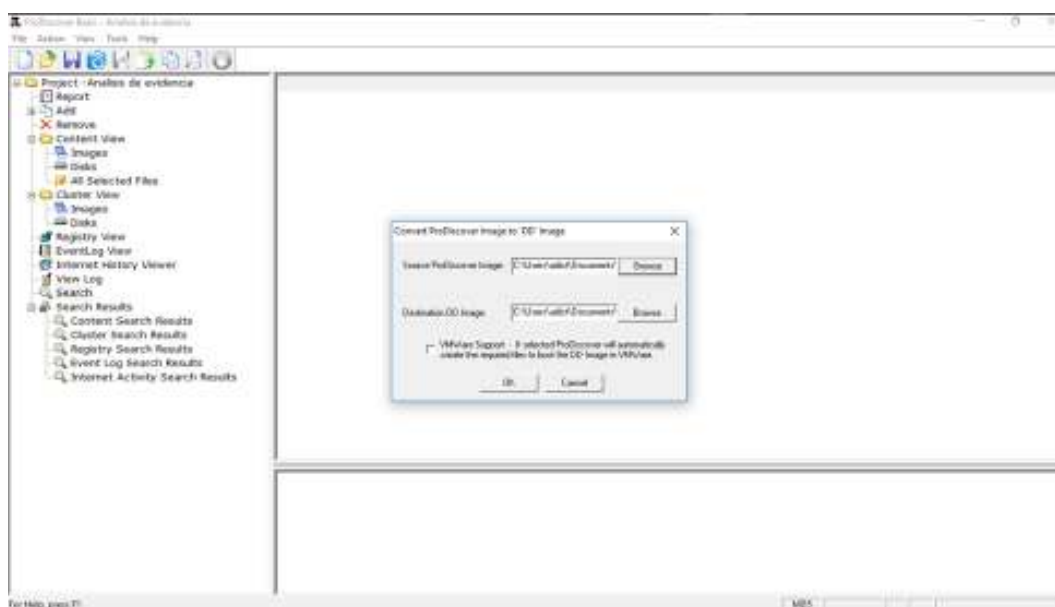 ProDiscover Basic - Analisis de evidencia
File Action View Tools Help
Project - Analisis de evidencia
Report
Add
Remove
Content View
Images
Disks
All Selected Files
Cluster View
Images
Disks
Registry View
EventLog View
Internet History Viewer
View Log
Search
Search Results
Content Search Results
Cluster Search Results
Registry Search Results
Event Log Search Results
Internet Activity Search Results
Convert ProDiscover Image to 'DD' Image
Source ProDiscover Image Browse
Destination DD Image Browse
VMWare Support - If selected ProDiscover will automatically
create the required files to boot the DD Image in VMWare.
OK Cancel
For Help, press F1